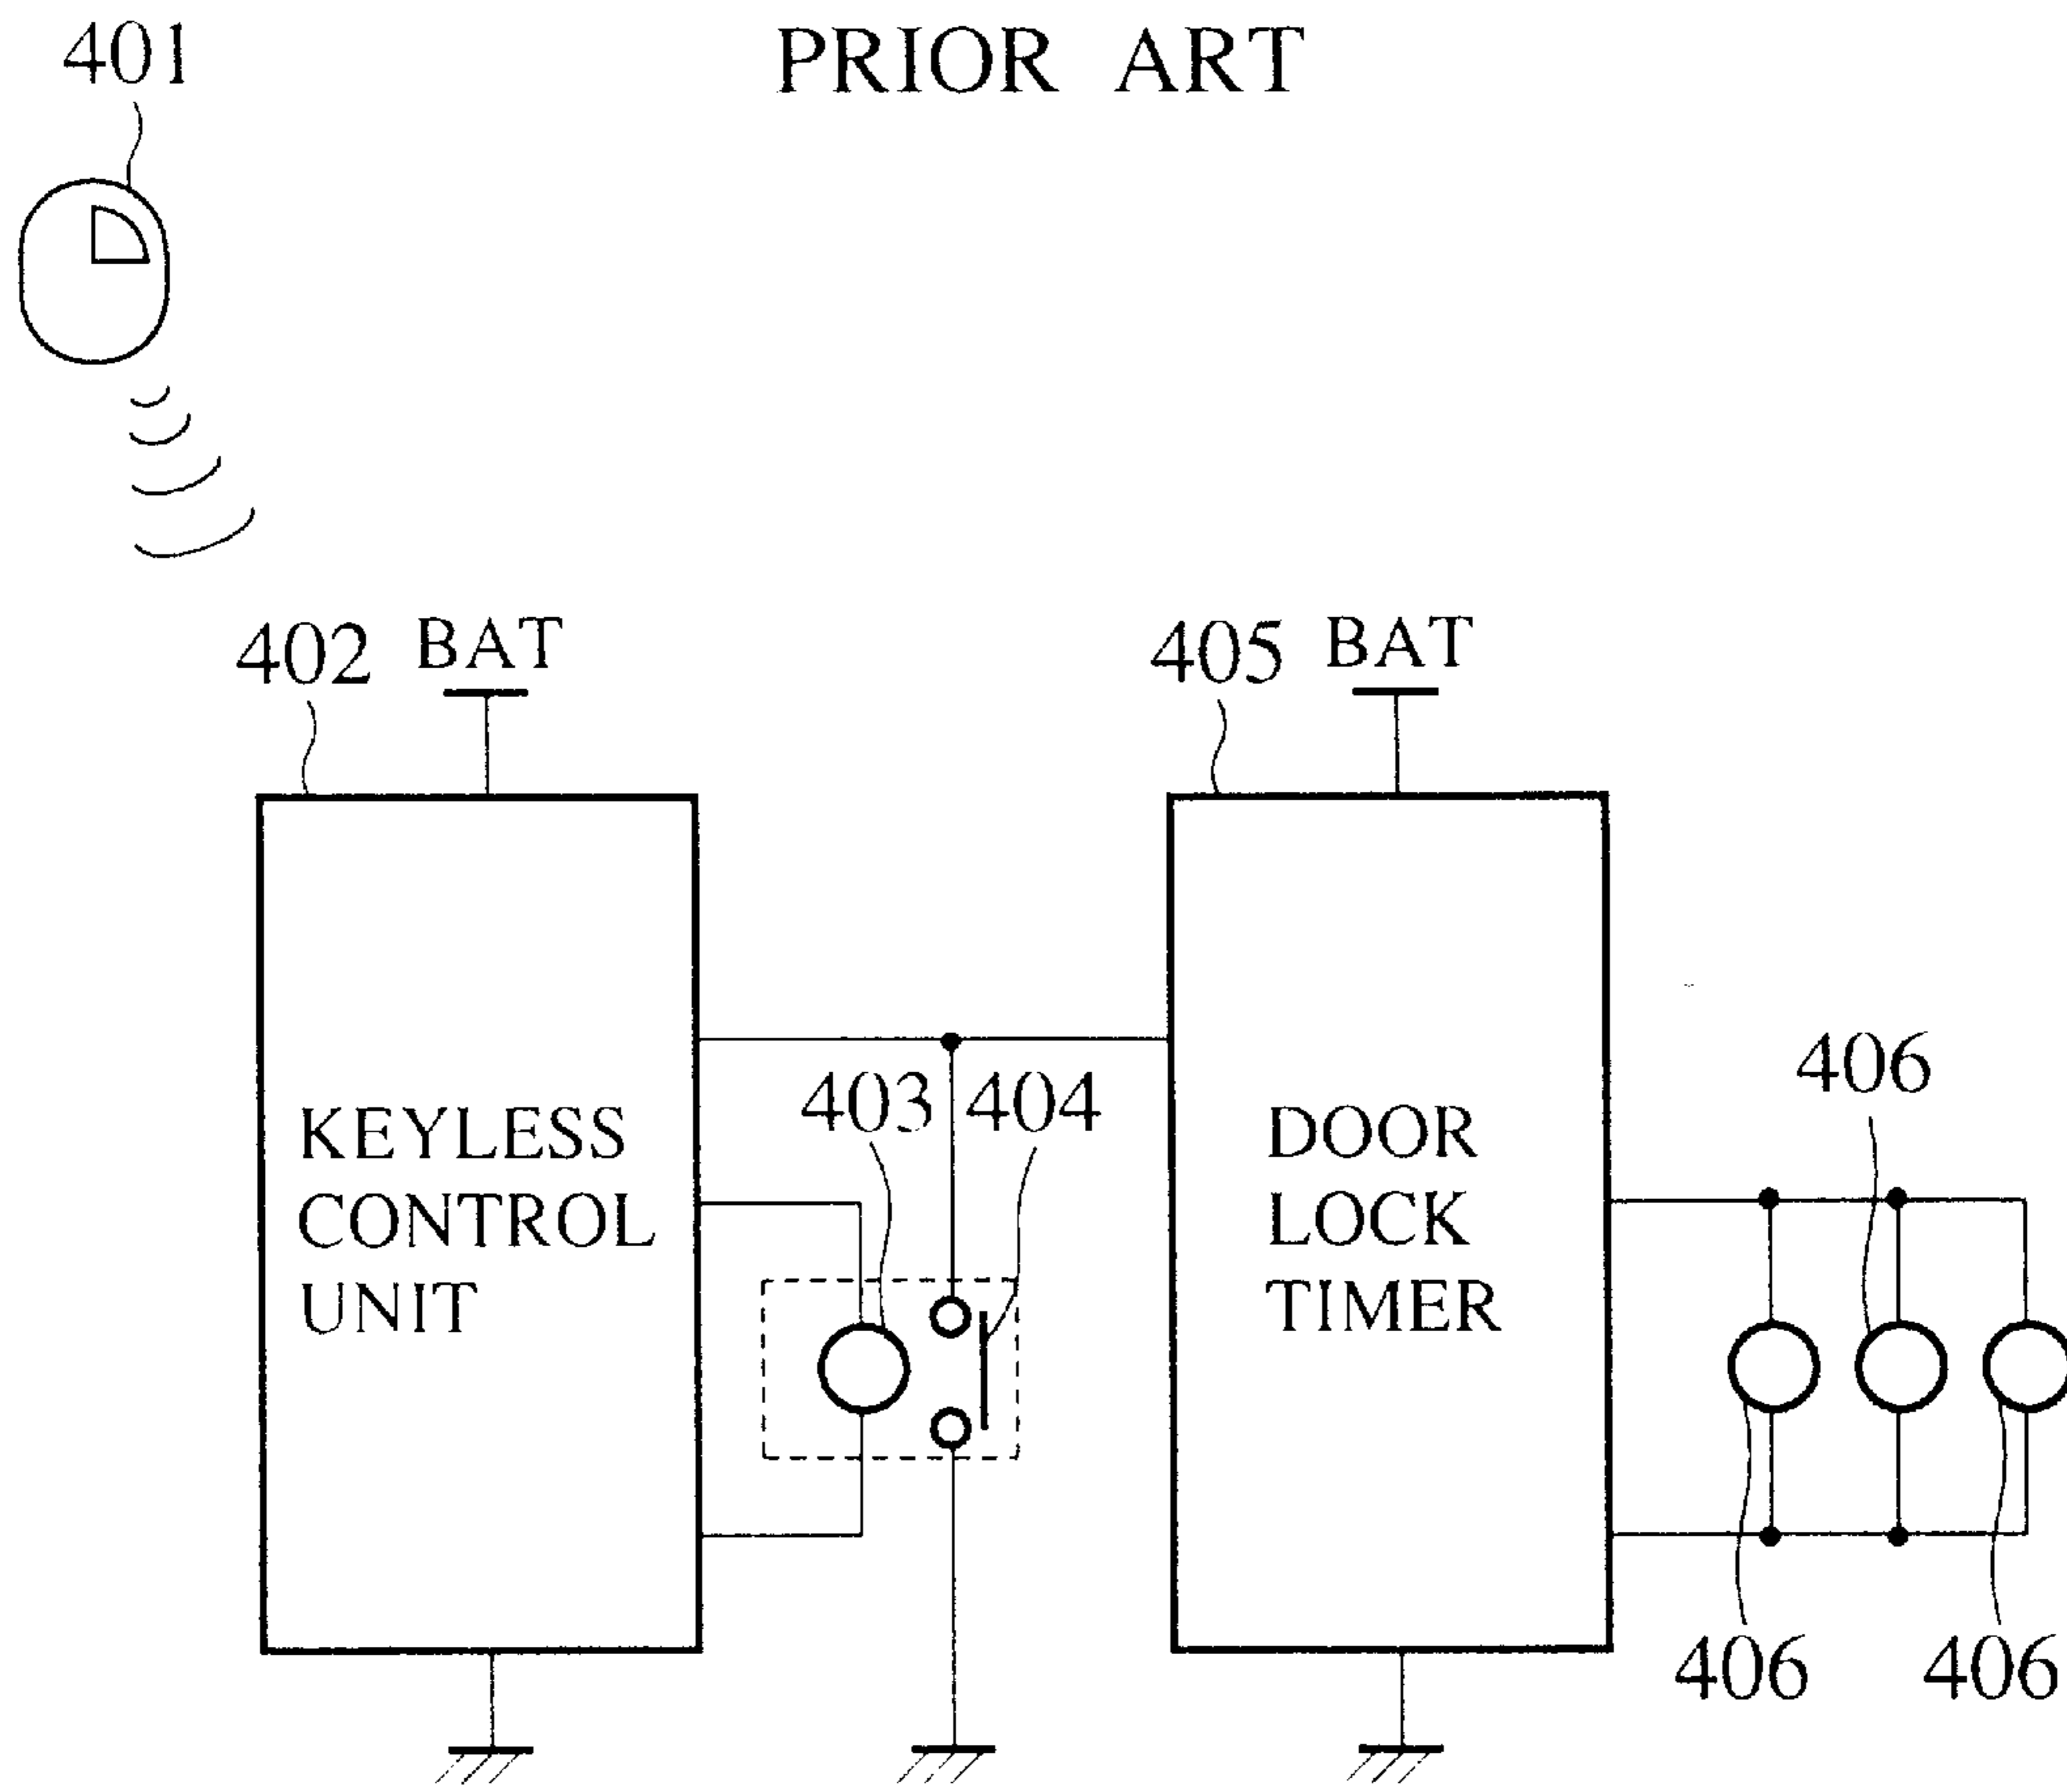 401
PRIOR ART
402 BAT
405 BAT
403 404
406
KEYLESS
CONTROL
UNIT
DOOR
LOCK
TIMER
406 406